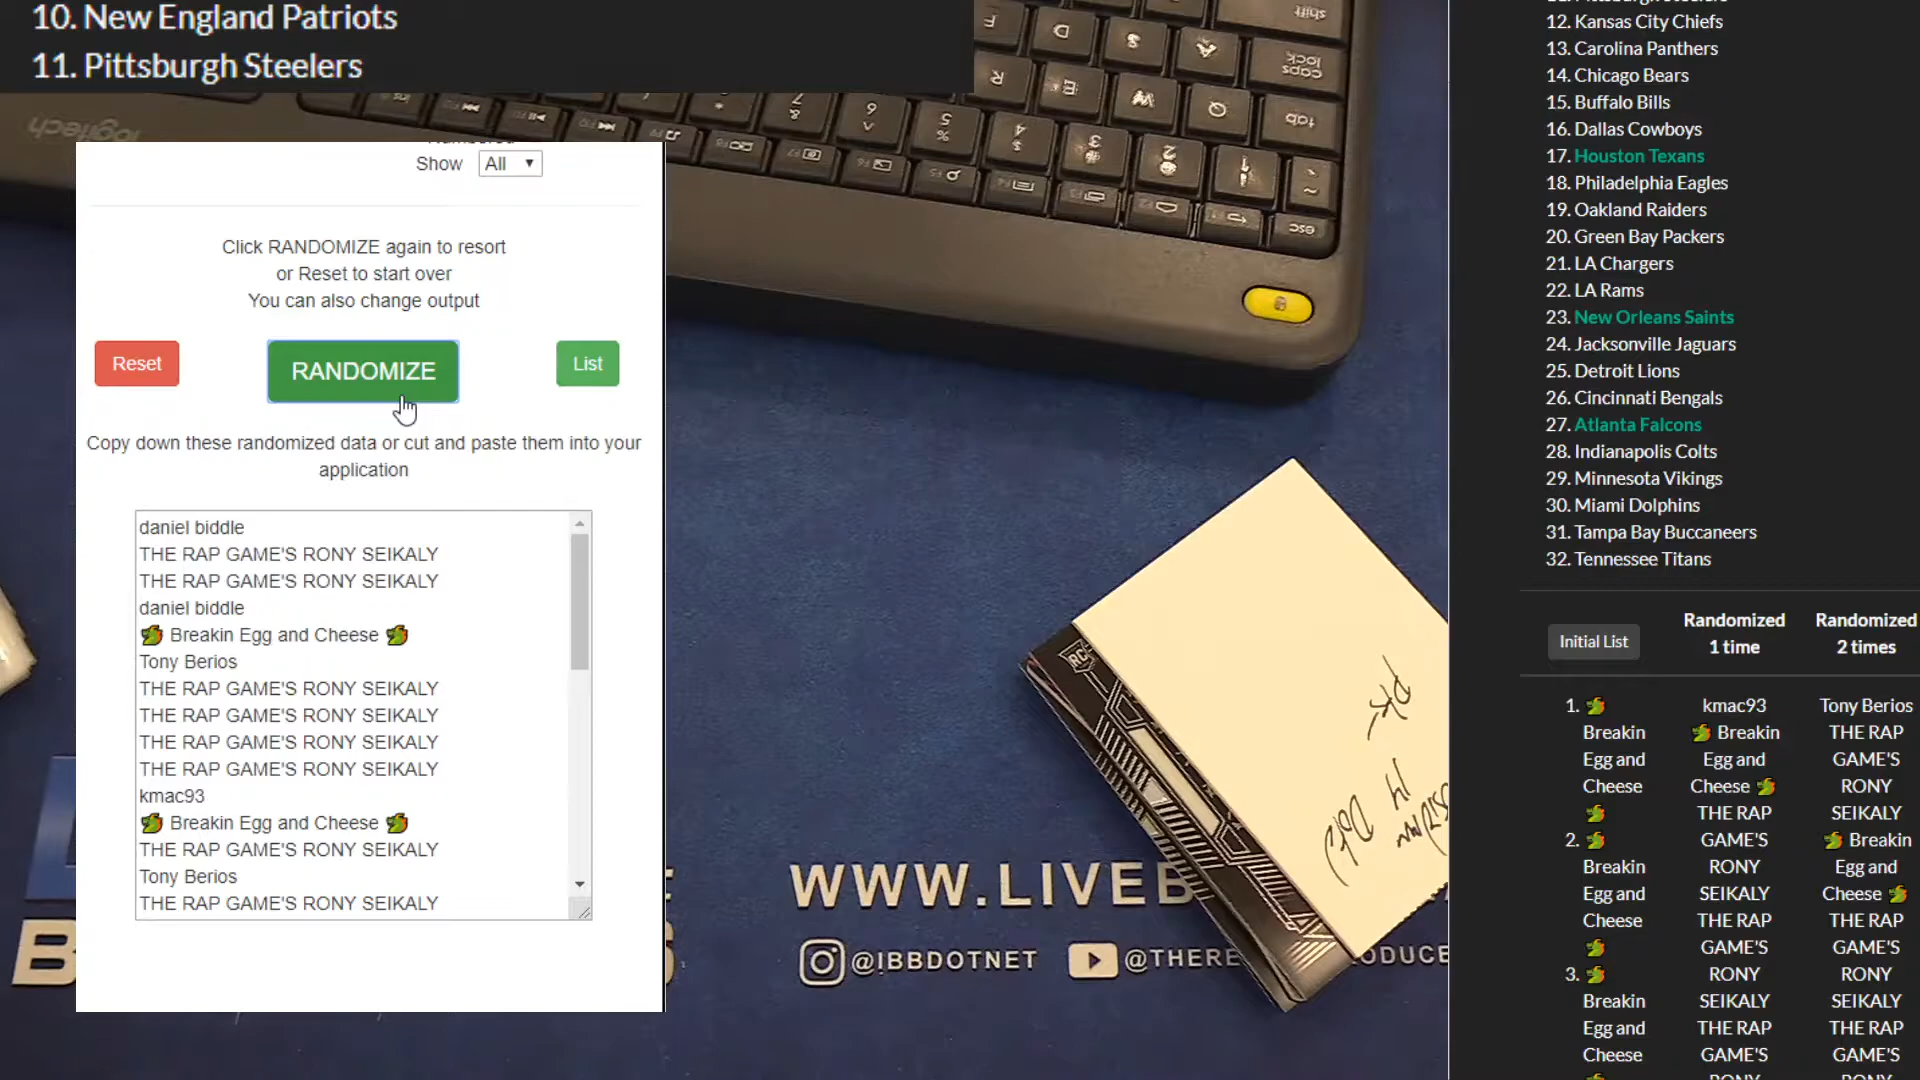 10. New England Patriots
11. Pittsburgh Steelers
Show All
Click RANDOMIZE again to resort
or Reset to start over
You can also change output
Reset
RANDOMIZE
List
Copy down these randomized data or cut and paste them into your
application
daniel biddle
THE RAP GAME'S RONY SEIKALY
THE RAP GAME'S RONY SEIKALY
daniel biddle
Breakin Egg and Cheese
Tony Berios
THE RAP GAME'S RONY SEIKALY
THE RAP GAME'S RONY SEIKALY
THE RAP GAME'S RONY SEIKALY
THE RAP GAME'S RONY SEIKALY
kmac93
Breakin Egg and Cheese
THE RAP GAME'S RONY SEIKALY
Tony Berios
THE RAP GAME'S RONY SEIKALY
logitech
shift
caps lock
tab
esc
RC
PK-
WWW.LIVEB
@IBBDOTNET
@THERE
ODUCE
12. Kansas City Chiefs
13. Carolina Panthers
14. Chicago Bears
15. Buffalo Bills
16. Dallas Cowboys
17. Houston Texans
18. Philadelphia Eagles
19. Oakland Raiders
20. Green Bay Packers
21. LA Chargers
22. LA Rams
23. New Orleans Saints
24. Jacksonville Jaguars
25. Detroit Lions
26. Cincinnati Bengals
27. Atlanta Falcons
28. Indianapolis Colts
29. Minnesota Vikings
30. Miami Dolphins
31. Tampa Bay Buccaneers
32. Tennessee Titans
Initial List
Randomized
1 time
Randomized
2 times
1.
Breakin
Egg and
Cheese
2.
Breakin
Egg and
Cheese
3.
Breakin
Egg and
Cheese
kmac93
Breakin
Egg and
Cheese
THE RAP
GAME'S
RONY
SEIKALY
THE RAP
GAME'S
RONY
SEIKALY
THE RAP
GAME'S
RONY
Tony Berios
THE RAP
GAME'S
RONY
SEIKALY
Breakin
Egg and
Cheese
THE RAP
GAME'S
RONY
SEIKALY
THE RAP
GAME'S
RONY